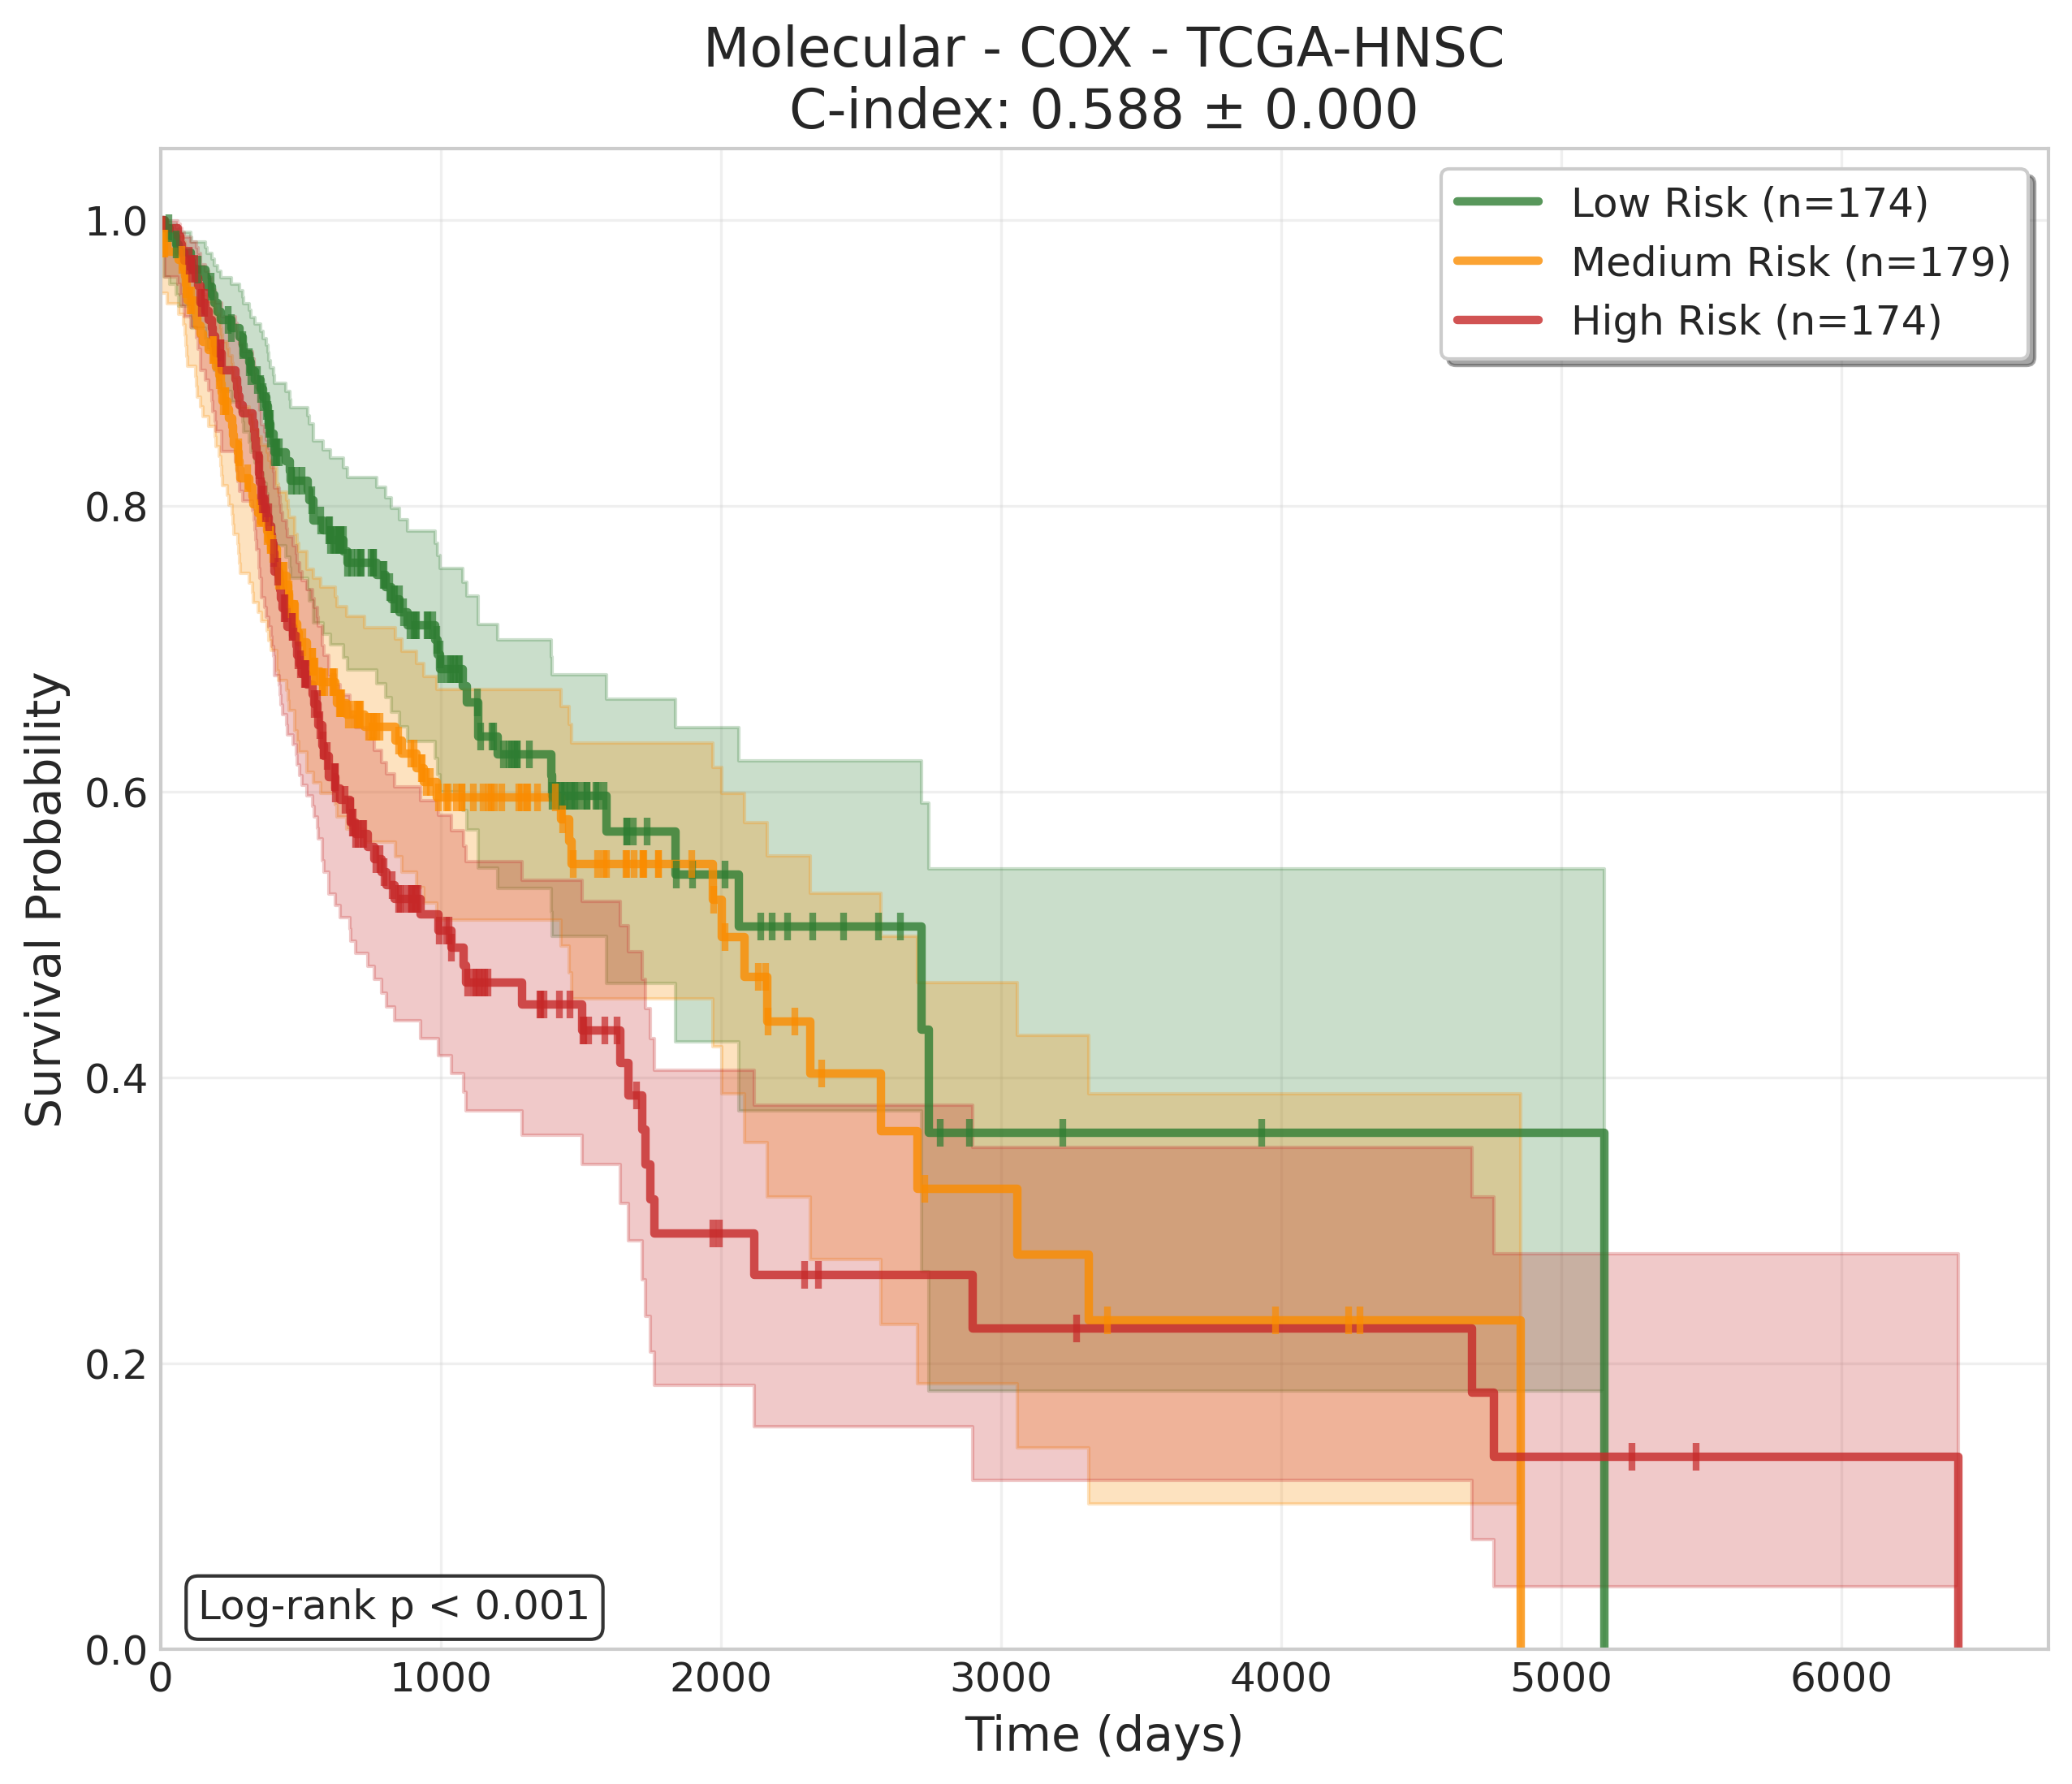 Molecular - COX - TCGA-HNSC
C-index: 0.588 ± 0.000
Low Risk (n=174)
Medium Risk (n=179)
High Risk (n=174)
Survival Probability
1.0
0.8
0.6
0.4
0.2
0.0
Log-rank p < 0.001
0 1000 2000 3000 4000 5000 6000
Time (days)